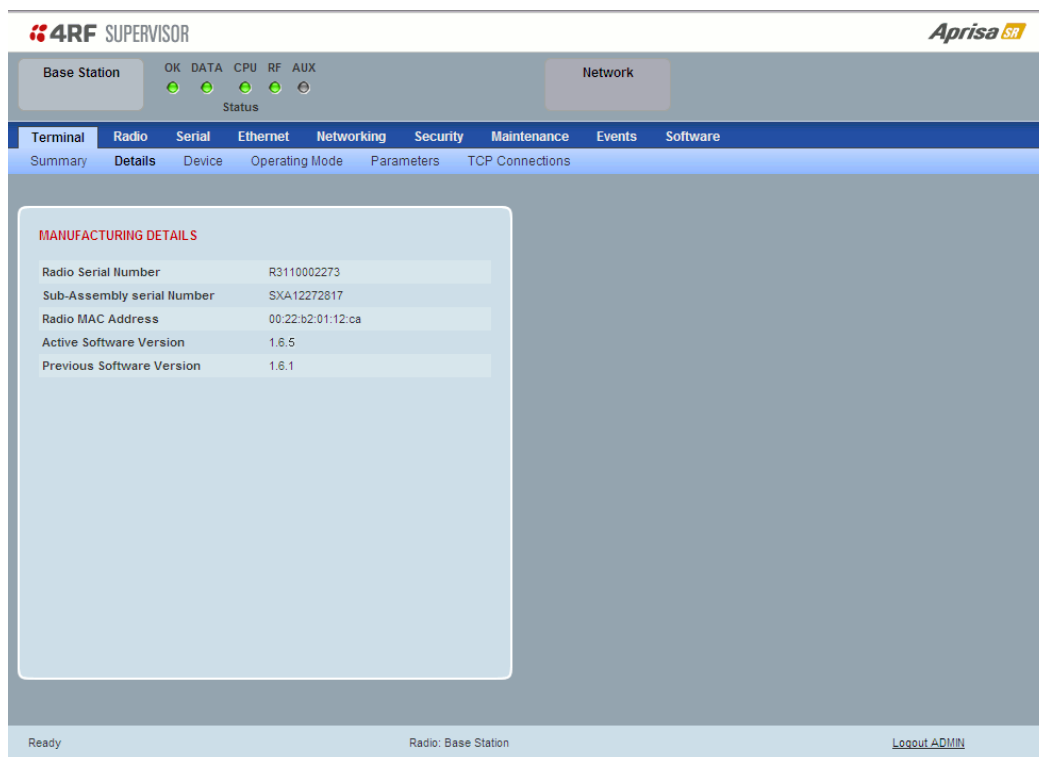 4RF SUPERVISOR
Aprisa SR
Base Station
OK DATA CPU RF AUX
Status
Network
Terminal Radio Serial Ethernet Networking Security Maintenance Events Software
Summary Details Device Operating Mode Parameters TCP Connections
MANUFACTURING DETAILS
Radio Serial Number R3110002273
Sub-Assembly serial Number SXA12272817
Radio MAC Address 00:22:b2:01:12:ca
Active Software Version 1.6.5
Previous Software Version 1.6.1
Ready Radio: Base Station Logout ADMIN